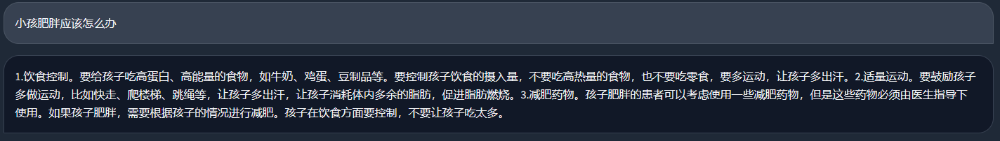 小孩肥胖应该怎么办
1.饮食控制。要给孩子吃高蛋白、高能量的食物，如牛奶、鸡蛋、豆制品等。要控制孩子饮食的摄入量，不要吃高热量的食物，也不要吃零食，要多运动，让孩子多出汗。2.适量运动。要鼓励孩子
多做运动，比如快走、爬楼梯、跳绳等，让孩子多出汗，让孩子消耗体内多余的脂肪，促进脂肪燃烧。3.减肥药物。孩子肥胖的患者可以考虑使用一些减肥药物，但是这些药物必须由医生指导下
使用。如果孩子肥胖，需要根据孩子的情况进行减肥。孩子在饮食方面要控制，不要让孩子吃太多。